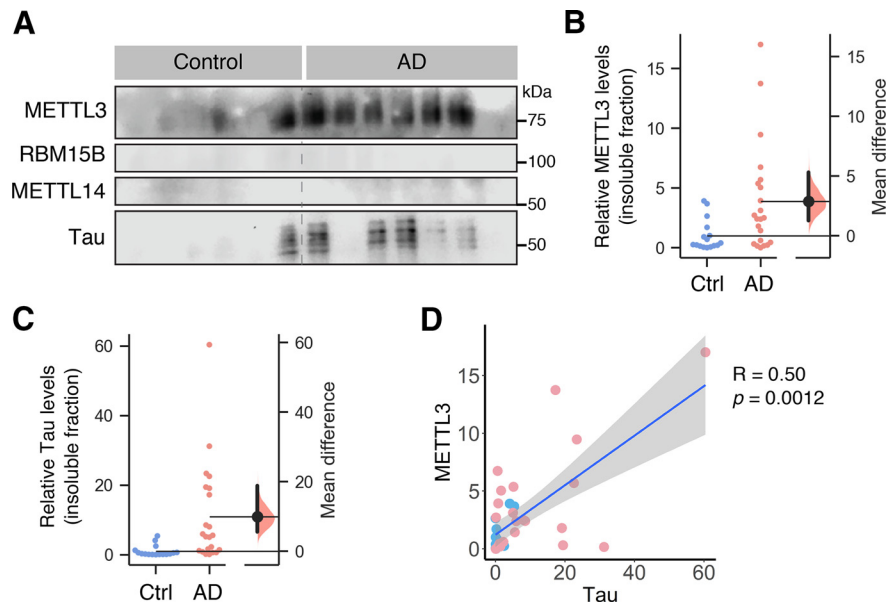 A
Control
AD
METTL3
kDa
75
RBM15B
100
METTL14
50
Tau
50
B
Relative METTL3 levels
(insoluble fraction)
15
10
5
0
15
10
5
0
Mean difference
Ctrl
AD
C
Relative Tau levels
(insoluble fraction)
60
40
20
0
60
40
20
0
Mean difference
Ctrl
AD
D
METTL3
15
10
5
0
0
20
40
60
Tau
R = 0.50
p = 0.0012